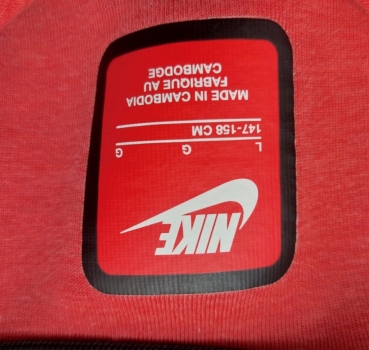 NIKE
L G G
147-158 CM
MADE IN CAMBODIA
FABRIQUE AU
CAMBODGE